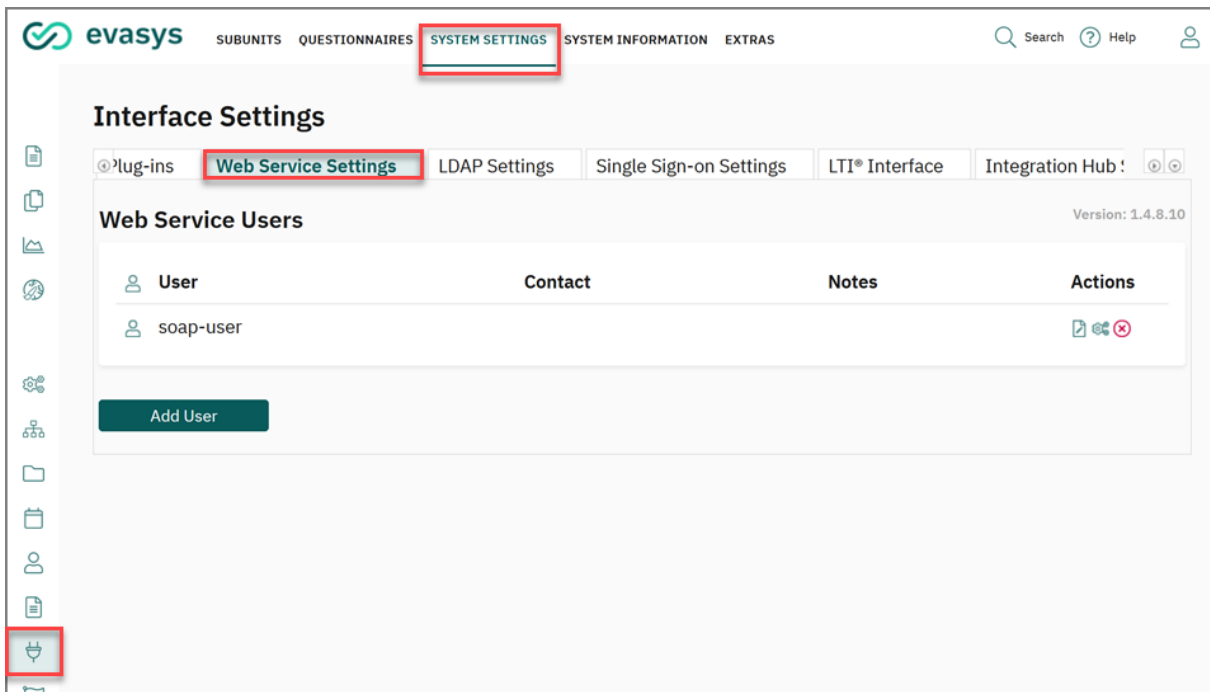 evasys SUBUNITS QUESTIONNAIRES SYSTEM SETTINGS SYSTEM INFORMATION EXTRAS Search ? Help
Interface Settings
Plug-ins Web Service Settings LDAP Settings Single Sign-on Settings LTI® Interface Integration Hub
Web Service Users Version: 1.4.8.10
User Contact Notes Actions
soap-user
Add User